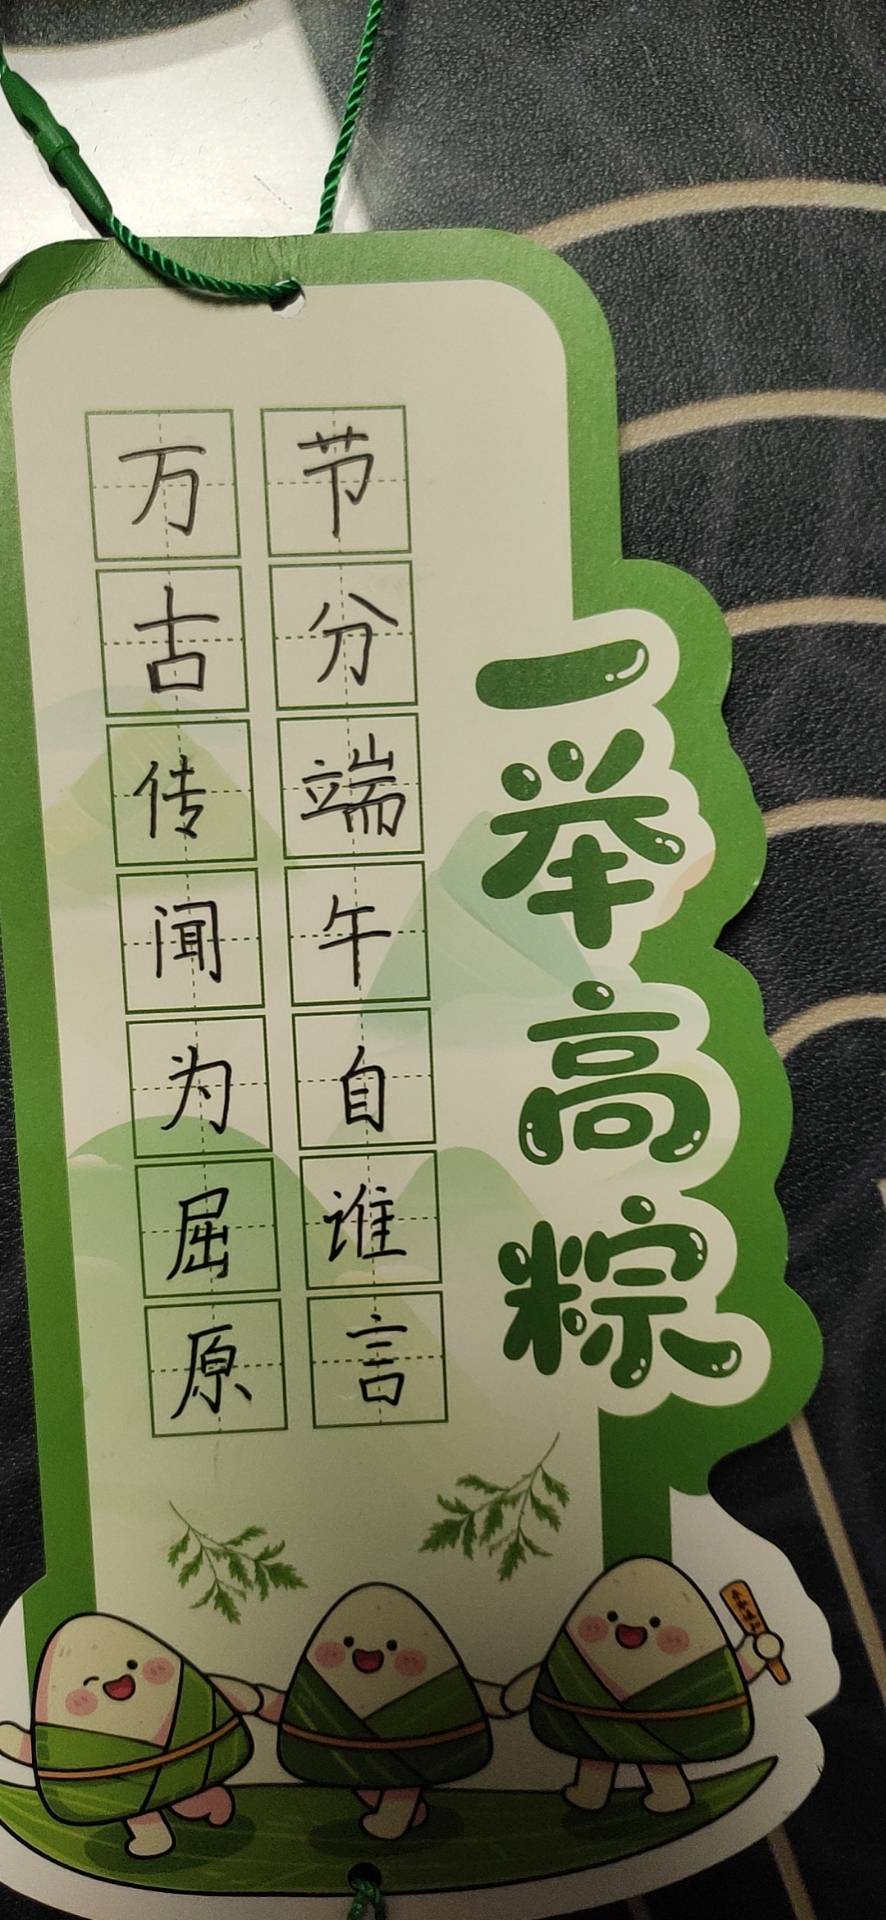 一举高粽
节分端午自谁言
万古传闻为屈原